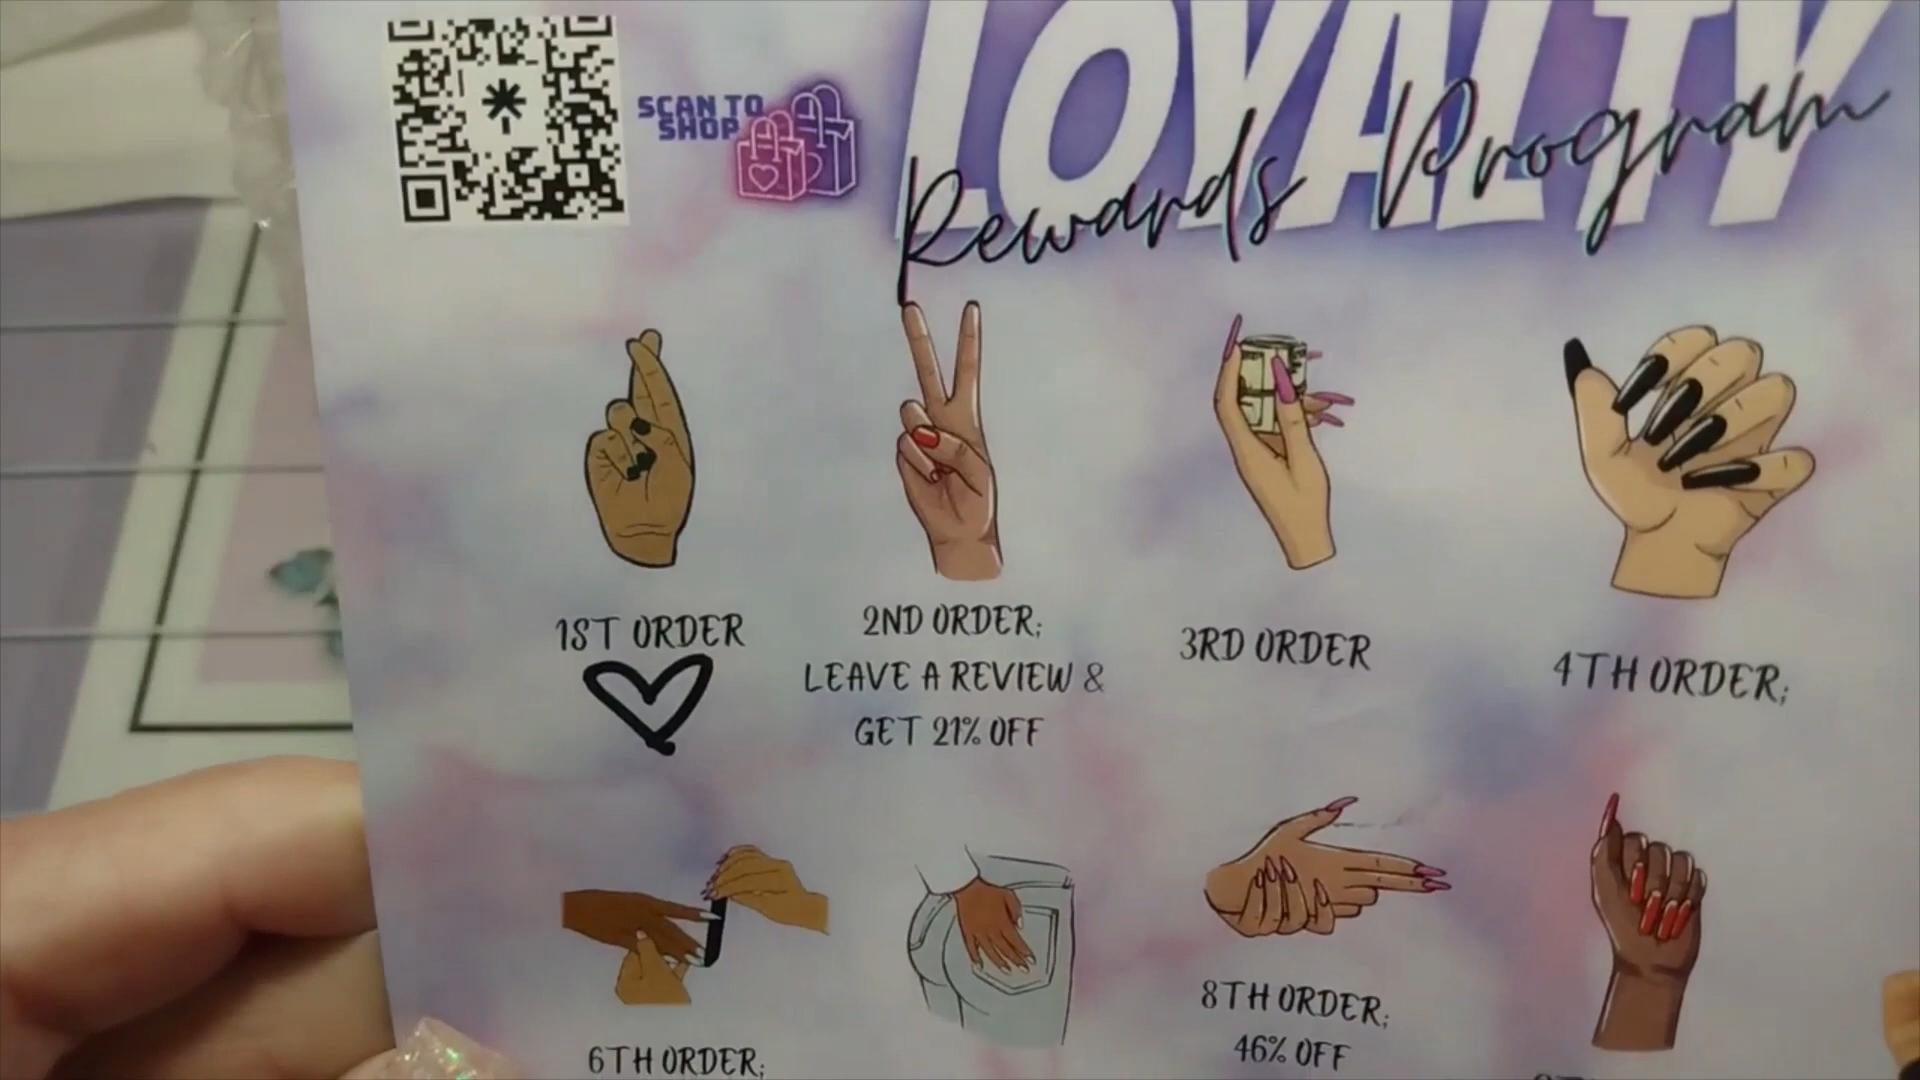 SCAN TO
SHOP
LOYALTY
Rewards Program
1ST ORDER
2ND ORDER;
LEAVE A REVIEW &
GET 21% OFF
3RD ORDER
4TH ORDER;
6TH ORDER;
8TH ORDER;
46% OFF